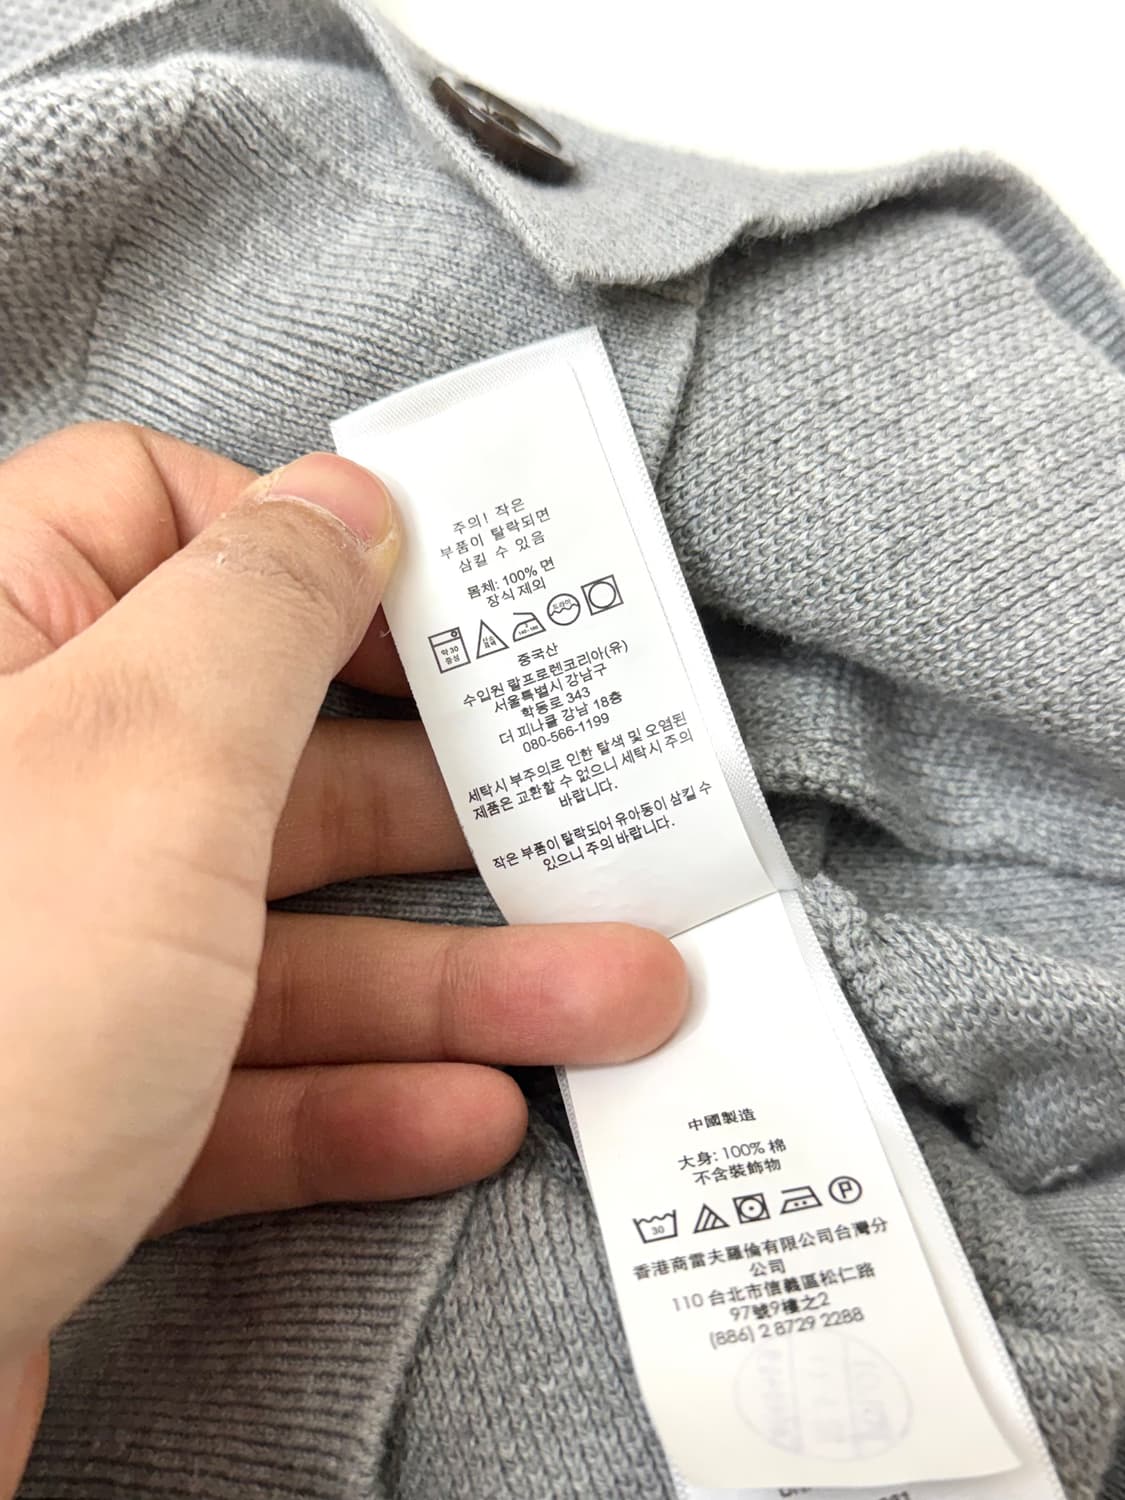 주의! 작은
부품이 탈락되면
삼킬 수 있음
몸체: 100% 면
장식 제외
약 30
중성
140~160
드라이
중국산
수입원 랄프로렌코리아(유)
서울특별시 강남구
학동로 343
더 피나클 강남 18층
080-566-1199
세탁시 부주의로 인한 탈색 및 오염된
제품은 교환할 수 없으니 세탁시 주의
바랍니다.
작은 부품이 탈락되어 유아동이 삼킬 수
있으니 주의 바랍니다.
中國製造
大身: 100% 棉
不含裝飾物
30
P
香港商雷夫羅倫有限公司台灣分
公司
110 台北市信義區松仁路
97號9樓之2
(886) 2 8729 2288